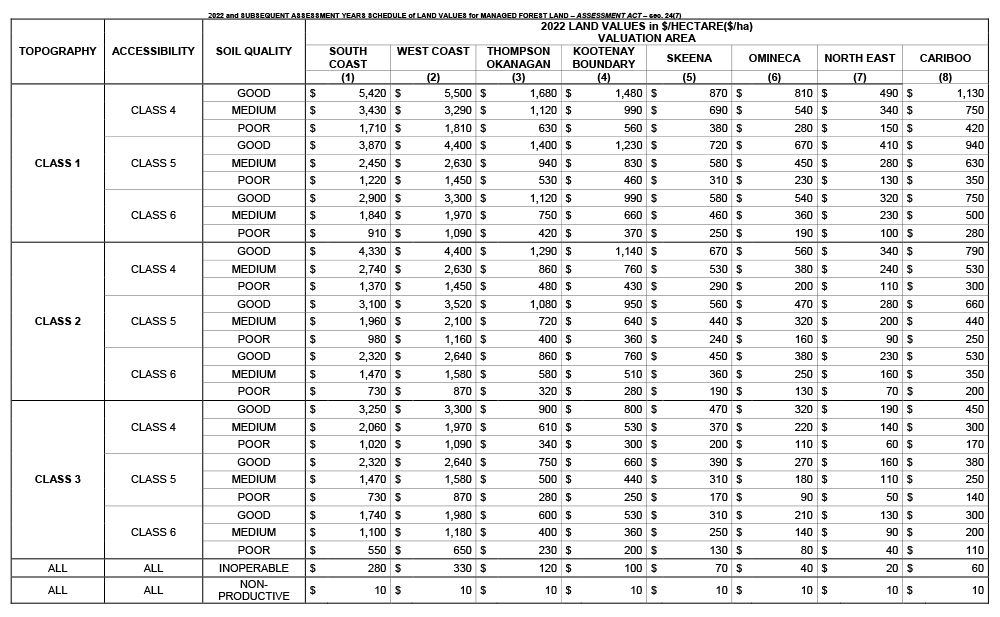 2022 and SUBSEQUENT ASSESSMENT YEARS SCHEDULE of LAND VALUES for MANAGED FOREST LAND – ASSESSMENT ACT – sec. 24(7)
2022 LAND VALUES in $/HECTARE($/ha)
VALUATION AREA
TOPOGRAPHY ACCESSIBILITY SOIL QUALITY SOUTH COAST WEST COAST THOMPSON OKANAGAN KOOTENAY BOUNDARY SKEENA OMINECA NORTH EAST CARIBOO
(1) (2) (3) (4) (5) (6) (7) (8)
CLASS 1
CLASS 4
GOOD $ 5,420 $ 5,500 $ 1,680 $ 1,480 $ 870 $ 810 $ 490 $ 1,130
MEDIUM $ 3,430 $ 3,290 $ 1,120 $ 990 $ 690 $ 540 $ 340 $ 750
POOR $ 1,710 $ 1,810 $ 630 $ 560 $ 380 $ 280 $ 150 $ 420
CLASS 5
GOOD $ 3,870 $ 4,400 $ 1,400 $ 1,230 $ 720 $ 670 $ 410 $ 940
MEDIUM $ 2,450 $ 2,630 $ 940 $ 830 $ 580 $ 450 $ 280 $ 630
POOR $ 1,220 $ 1,450 $ 530 $ 460 $ 310 $ 230 $ 130 $ 350
CLASS 6
GOOD $ 2,900 $ 3,300 $ 1,120 $ 990 $ 580 $ 540 $ 320 $ 750
MEDIUM $ 1,840 $ 1,970 $ 750 $ 660 $ 460 $ 360 $ 230 $ 500
POOR $ 910 $ 1,090 $ 420 $ 370 $ 250 $ 190 $ 100 $ 280
CLASS 2
CLASS 4
GOOD $ 4,330 $ 4,400 $ 1,290 $ 1,140 $ 670 $ 560 $ 340 $ 790
MEDIUM $ 2,740 $ 2,630 $ 860 $ 760 $ 530 $ 380 $ 240 $ 530
POOR $ 1,370 $ 1,450 $ 480 $ 430 $ 290 $ 200 $ 110 $ 300
CLASS 5
GOOD $ 3,100 $ 3,520 $ 1,080 $ 950 $ 560 $ 470 $ 280 $ 660
MEDIUM $ 1,960 $ 2,100 $ 720 $ 640 $ 440 $ 320 $ 200 $ 440
POOR $ 980 $ 1,160 $ 400 $ 360 $ 240 $ 160 $ 90 $ 250
CLASS 6
GOOD $ 2,320 $ 2,640 $ 860 $ 760 $ 450 $ 380 $ 230 $ 530
MEDIUM $ 1,470 $ 1,580 $ 580 $ 510 $ 360 $ 250 $ 160 $ 350
POOR $ 730 $ 870 $ 320 $ 280 $ 190 $ 130 $ 70 $ 200
CLASS 3
CLASS 4
GOOD $ 3,250 $ 3,300 $ 900 $ 800 $ 470 $ 320 $ 190 $ 450
MEDIUM $ 2,060 $ 1,970 $ 610 $ 530 $ 370 $ 220 $ 140 $ 300
POOR $ 1,020 $ 1,090 $ 340 $ 300 $ 200 $ 110 $ 60 $ 170
CLASS 5
GOOD $ 2,320 $ 2,640 $ 750 $ 660 $ 390 $ 270 $ 160 $ 380
MEDIUM $ 1,470 $ 1,580 $ 500 $ 440 $ 310 $ 180 $ 110 $ 250
POOR $ 730 $ 870 $ 280 $ 250 $ 170 $ 90 $ 50 $ 140
CLASS 6
GOOD $ 1,740 $ 1,980 $ 600 $ 530 $ 310 $ 210 $ 130 $ 300
MEDIUM $ 1,100 $ 1,180 $ 400 $ 360 $ 250 $ 140 $ 90 $ 200
POOR $ 550 $ 650 $ 230 $ 200 $ 130 $ 80 $ 40 $ 110
ALL ALL INOPERABLE $ 280 $ 330 $ 120 $ 100 $ 70 $ 40 $ 20 $ 60
ALL ALL NON-PRODUCTIVE $ 10 $ 10 $ 10 $ 10 $ 10 $ 10 $ 10 $ 10